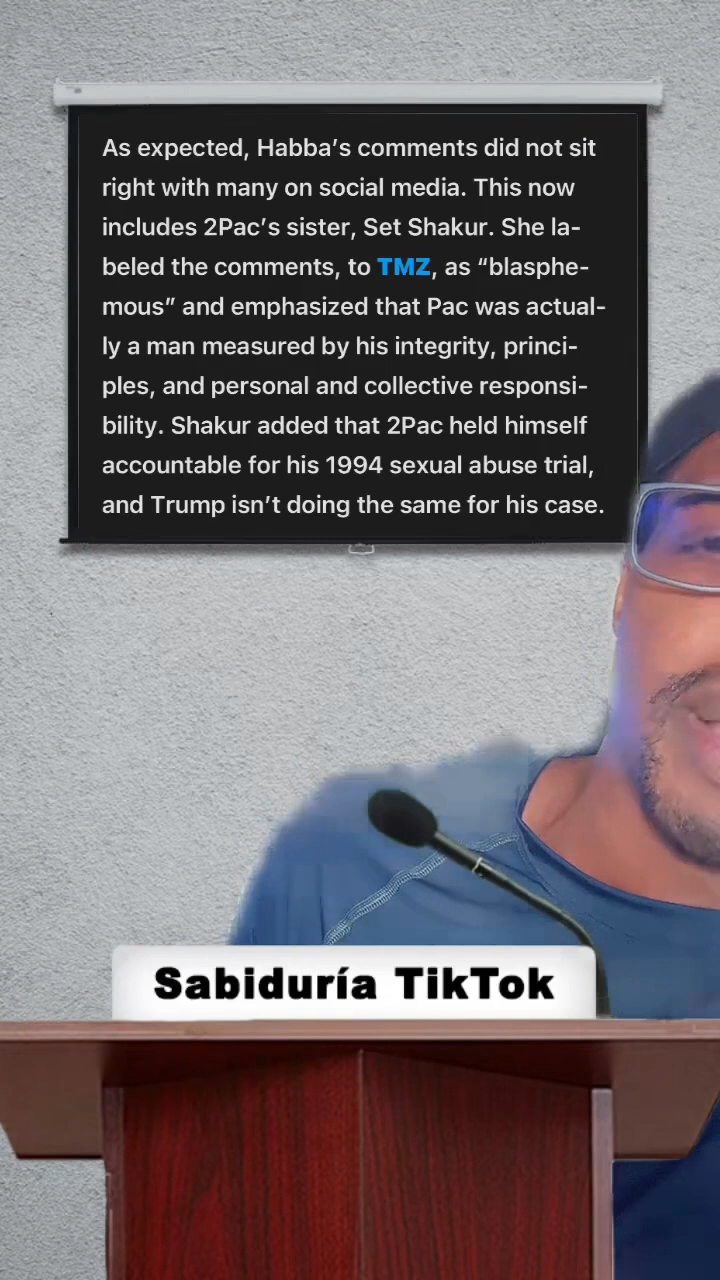 As expected, Habba’s comments did not sit
right with many on social media. This now
includes 2Pac’s sister, Set Shakur. She la-
beled the comments, to TMZ, as “blasphe-
mous” and emphasized that Pac was actual-
ly a man measured by his integrity, princi-
ples, and personal and collective responsi-
bility. Shakur added that 2Pac held himself
accountable for his 1994 sexual abuse trial,
and Trump isn’t doing the same for his case.
Sabiduría TikTok